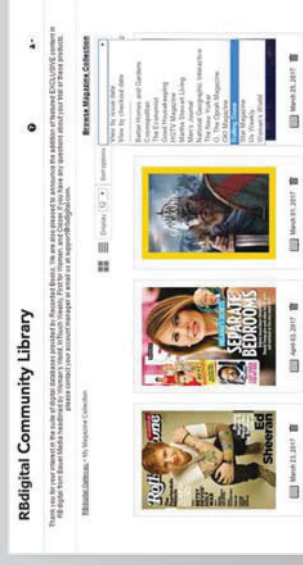 RBdigital Community Library
Thank you for your interest in the suite of digital databases provided by Recorded Books. We are also pleased to announce the addition of featured EXCLUSIVE content in
RBdigital from Bauer Media headlined by Woman's World, InTouch Weekly, First for Women, and Closer. If you have any questions about your trial or these products,
please contact your account manager or email us at support@rbdigital.com.
RBdigital Gateway » My Magazine Collection
Browse Magazine Collection
Display: 12
Sort options
View by issue date
View by checkout date
Better Homes and Gardens
Cosmopolitan
The Economist
Good Housekeeping
HGTV Magazine
Martha Stewart Living
Men's Journal
National Geographic Interactive
The New Yorker
O, The Oprah Magazine
OK! Magazine
Rolling Stone
Star Magazine
Us Weekly
Woman's World
Rolling Stone
Ed
Sheeran
SEPARATE
BEDROOMS
March 23, 2017
April 03, 2017
March 01, 2017
March 25, 2017